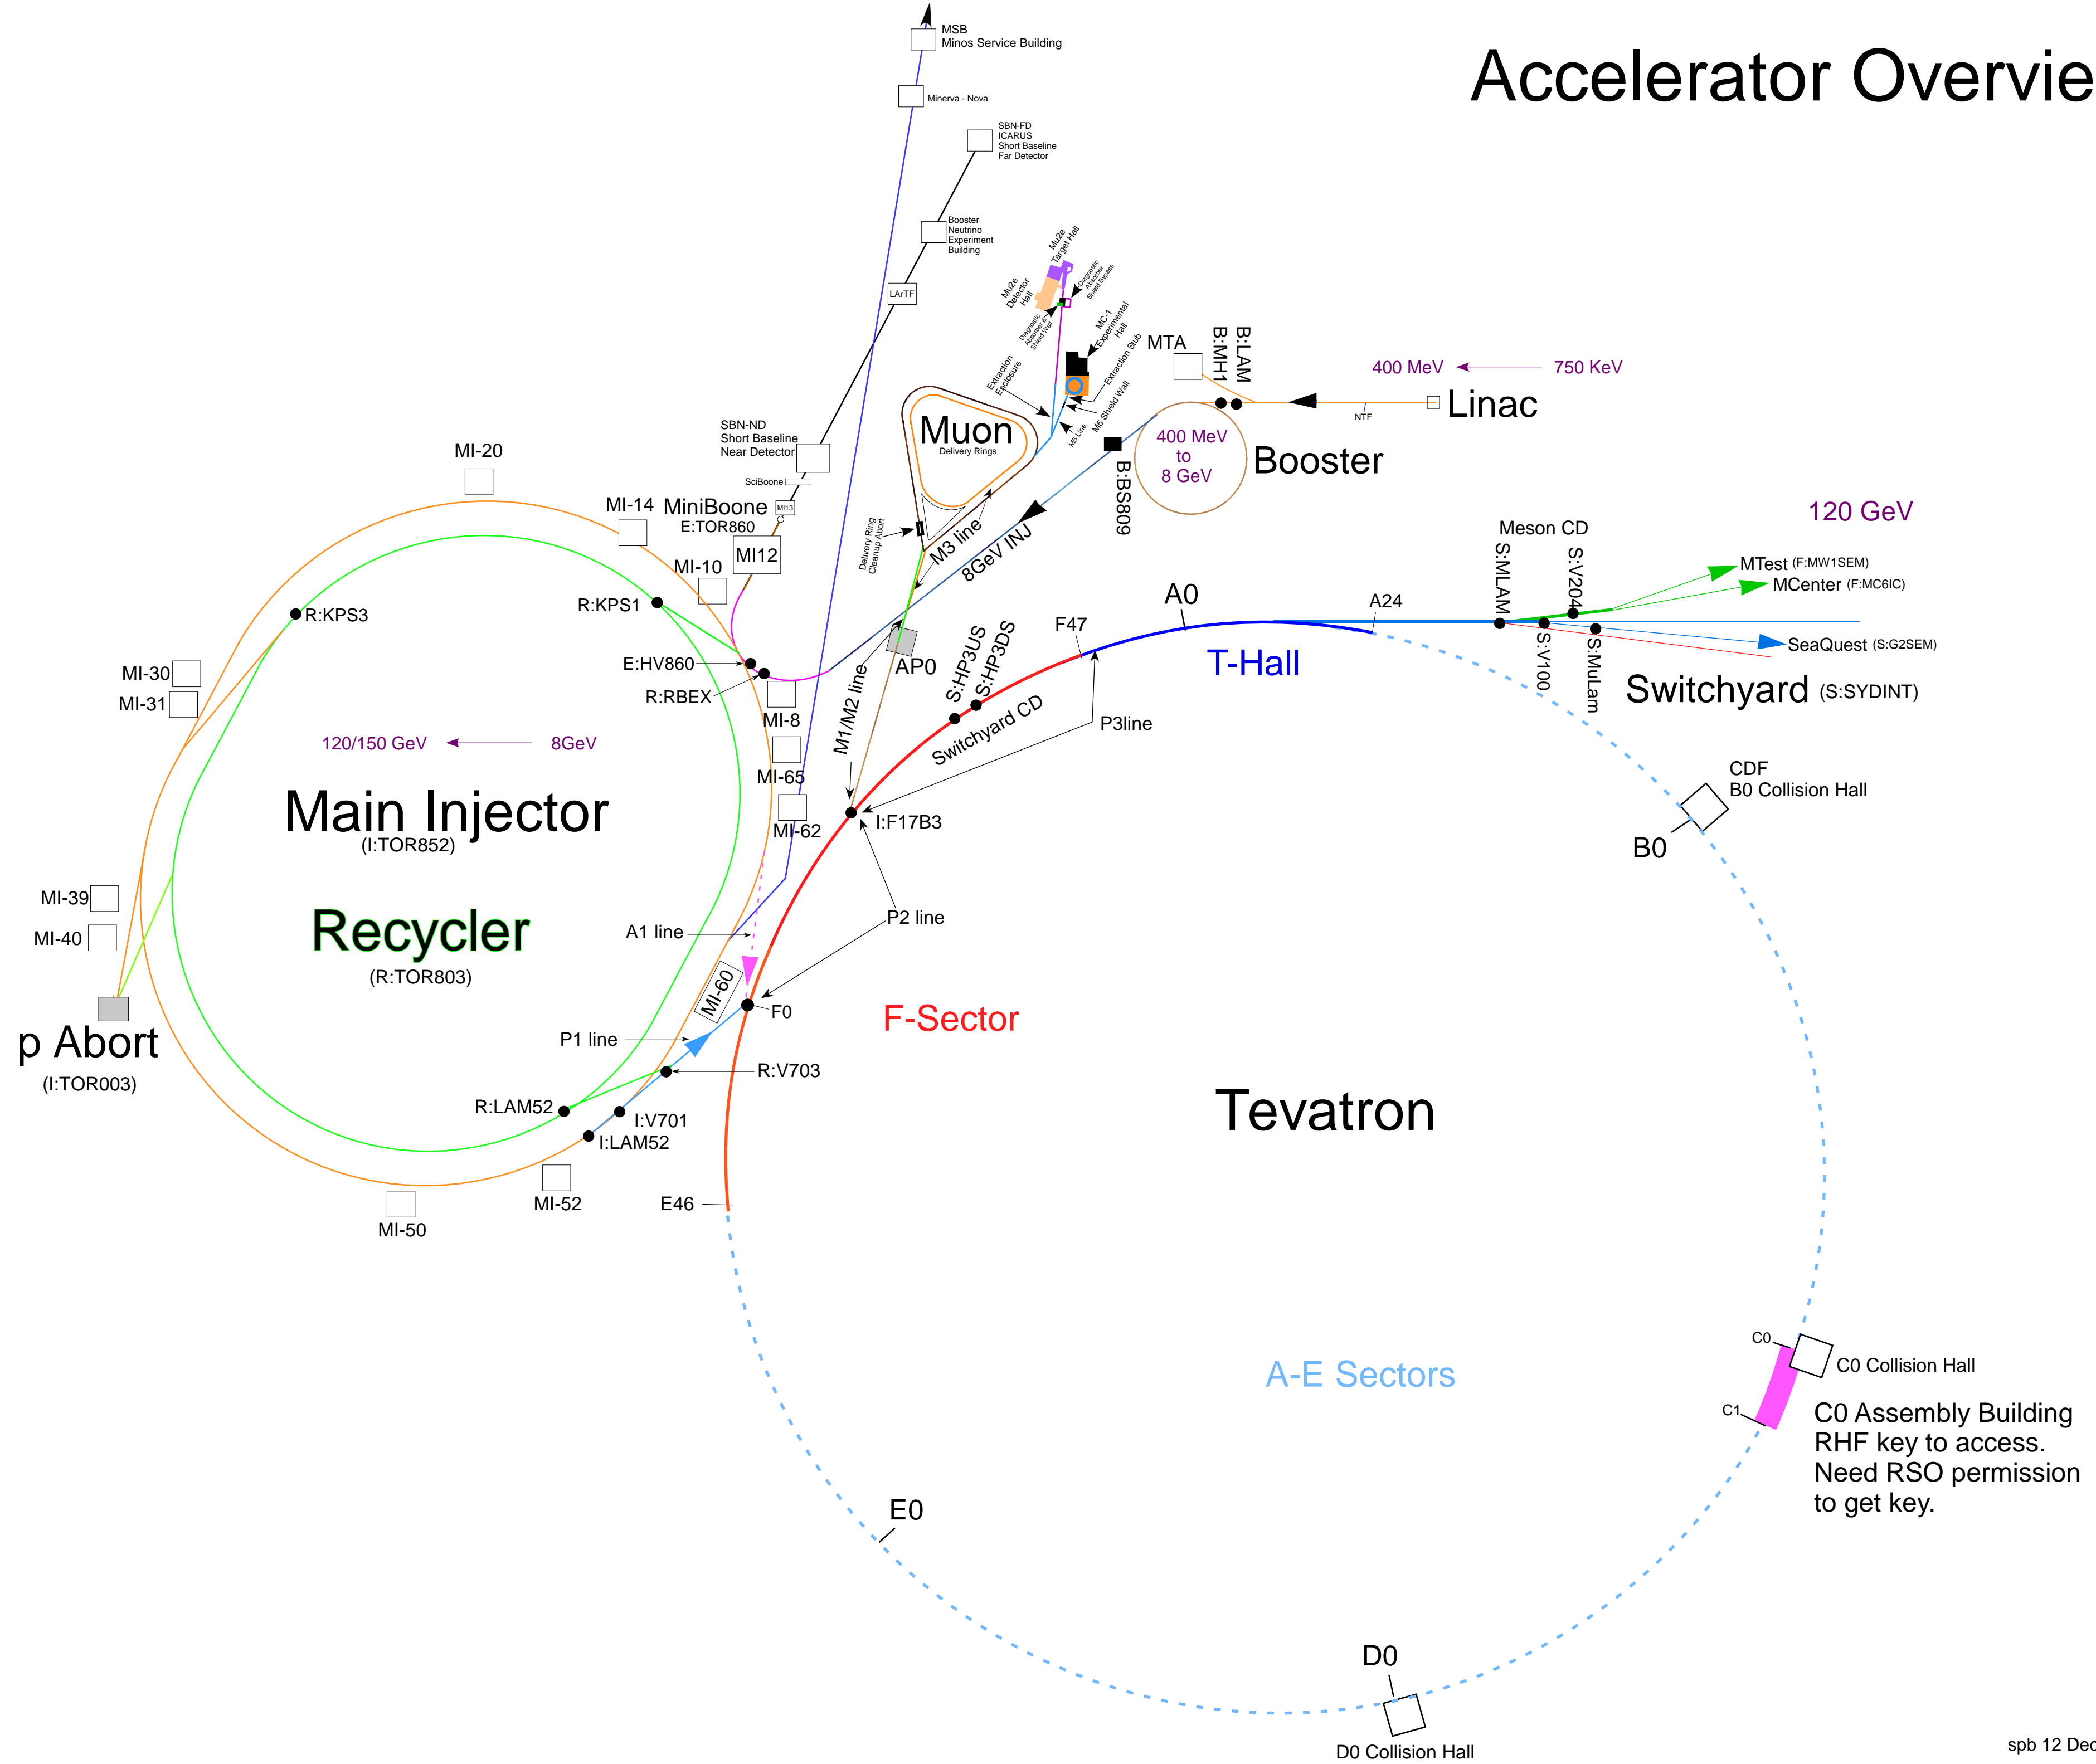 Accelerator Overvie
MSB
Minos Service Building
Minerva - Nova
SBN-FD
ICARUS
Short Baseline
Far Detector
Booster
Neutrino
Experiment
Building
LArTF
Mu2e
Target Hall
Mu2e
Detector
Hall
Diagnostic
Absorber
Shield Bypass
Diagnostic
Absorber &
Shield Wall
MC-1
Experimental
Hall
Extraction Stub
Extraction
Enclosure
M5 Line
M5 Shield Wall
MTA
B:MH1
B:LAM
400 MeV
750 KeV
Linac
NTF
400 MeV
to
8 GeV
Booster
B:BS809
Muon
Delivery Rings
SBN-ND
Short Baseline
Near Detector
SciBoone
MiniBoone
MI13
E:TOR860
MI12
Delivery Ring
Cleanup Abort
M3 line
8GeV INJ
MI-20
MI-14
MI-10
R:KPS3
R:KPS1
E:HV860
R:RBEX
MI-8
MI-65
MI-62
MI-30
MI-31
120/150 GeV
8GeV
Main Injector
(I:TOR852)
Recycler
(R:TOR803)
MI-39
MI-40
p Abort
(I:TOR003)
AP0
M1/M2 line
S:HP3US
S:HP3DS
Switchyard CD
F47
A0
A24
T-Hall
P3line
I:F17B3
P2 line
A1 line
MI-60
F0
P1 line
R:V703
R:LAM52
I:V701
I:LAM52
MI-52
MI-50
E46
F-Sector
120 GeV
Meson CD
S:MLAM
S:V204
MTest (F:MW1SEM)
MCenter (F:MC6IC)
SeaQuest (S:G2SEM)
S:V100
S:MuLam
Switchyard (S:SYDINT)
CDF
B0 Collision Hall
B0
Tevatron
A-E Sectors
C0
C0 Collision Hall
C1
C0 Assembly Building
RHF key to access.
Need RSO permission
to get key.
E0
D0
D0 Collision Hall
spb 12 Dec